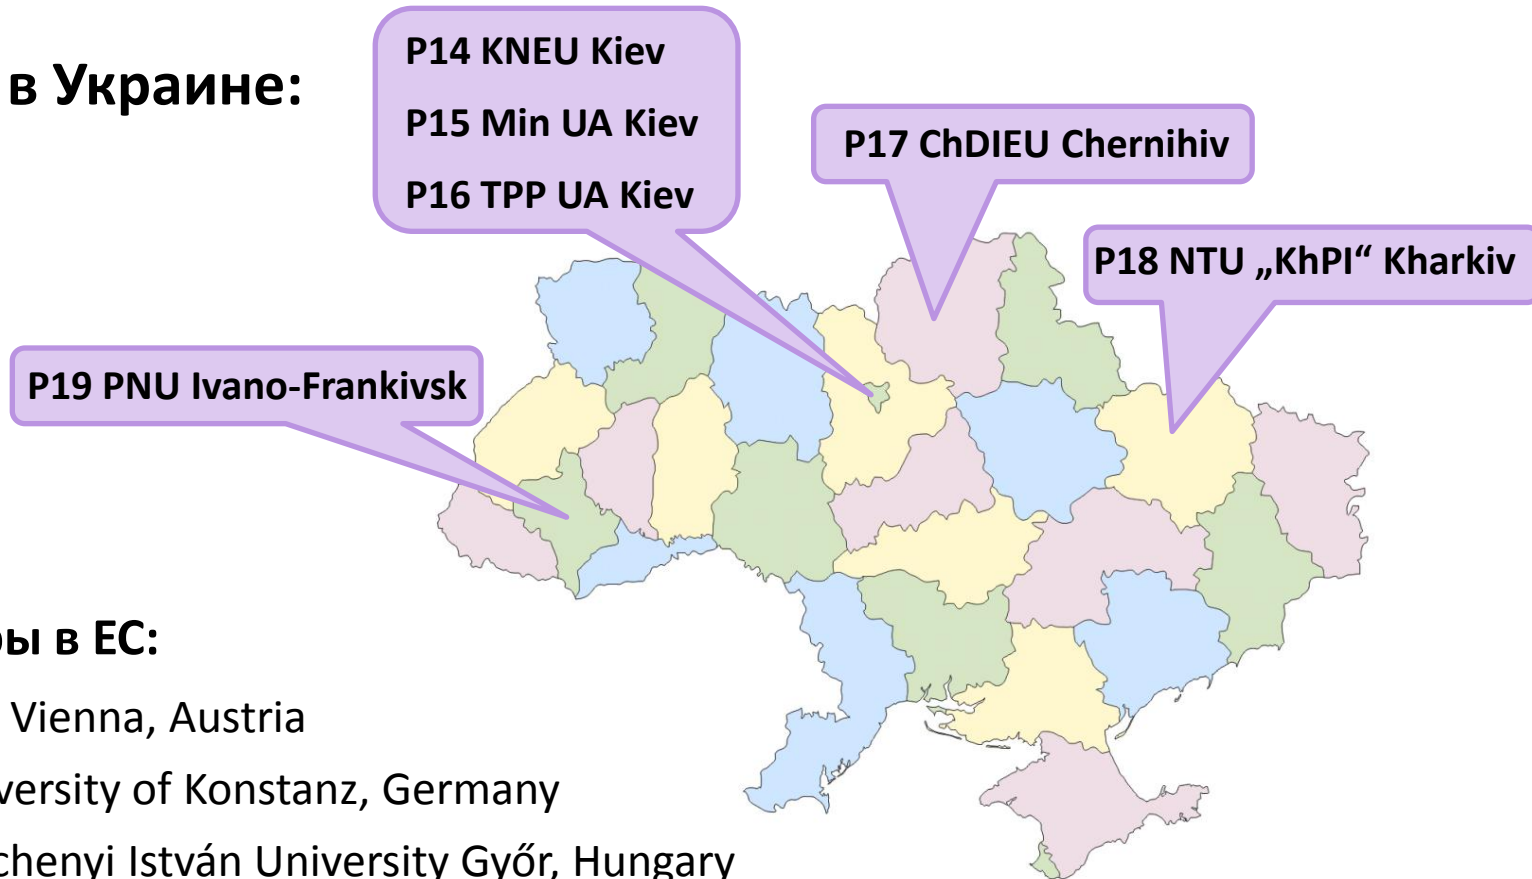 в Украине:
P14 KNEU Kiev
P15 Min UA Kiev
P16 TPP UA Kiev
P17 ChDIEU Chernihiv
P18 NTU „KhPI“ Kharkiv
P19 PNU Ivano-Frankivsk
ры в ЕС:
Vienna, Austria
versity of Konstanz, Germany
chenyi István University Győr, Hungary